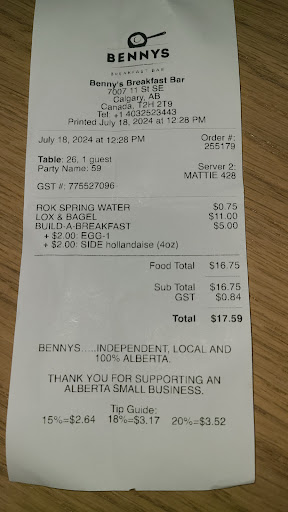 BENNYS
BREAKFAST BAR
Benny's Breakfast Bar
7007 11 St SE
Calgary, AB
Canada, T2H 2T9
Tel. +1 4032523443
Printed July 18, 2024 at 12:28 PM
July 18, 2024 at 12:28 PM Order #:
255179
Table: 26, 1 guest
Party Name: 59 Server 2:
MATTIE 428
GST #: 775527096
ROK SPRING WATER $0.75
LOX & BAGEL $11.00
BUILD-A-BREAKFAST $5.00
+ $2.00: EGG-1
+ $2.00: SIDE hollandaise (4oz)
Food Total $16.75
Sub Total $16.75
GST $0.84
Total $17.59
BENNYS.....INDEPENDENT, LOCAL AND
100% ALBERTA.
THANK YOU FOR SUPPORTING AN
ALBERTA SMALL BUSINESS.
Tip Guide:
15%=$2.64 18%=$3.17 20%=$3.52